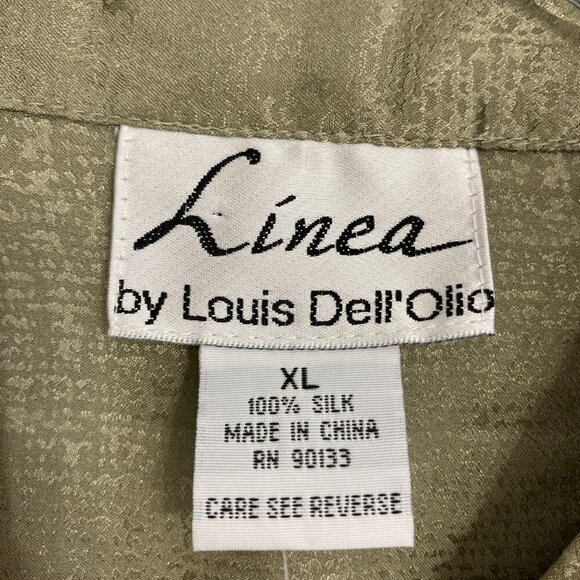 Linea
by Louis Dell'Olio
XL
100% SILK
MADE IN CHINA
RN 90133
CARE SEE REVERSE